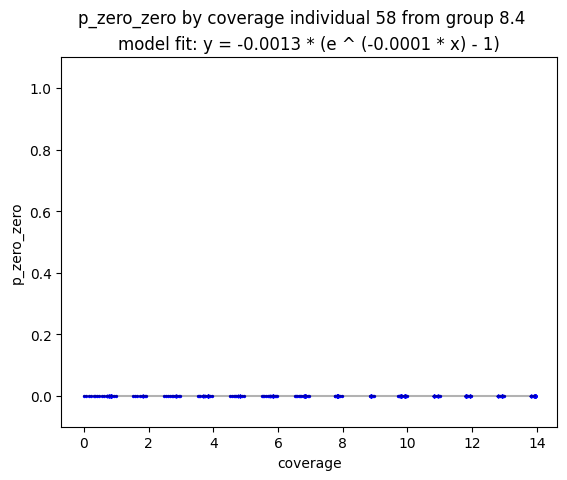 p_zero_zero by coverage individual 58 from group 8.4
model fit: y = -0.0013 * (e ^ (-0.0001 * x) - 1)
1.0
0.8
0.6
0.4
0.2
0.0
p_zero_zero
0 2 4 6 8 10 12 14
coverage